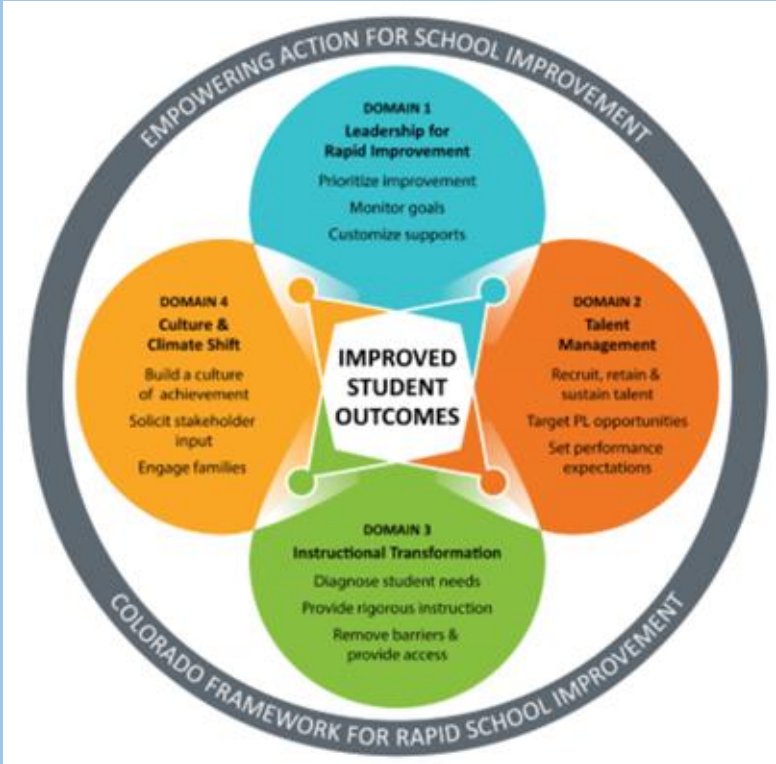 EMPOWERING ACTION FOR SCHOOL IMPROVEMENT
DOMAIN 1
Leadership for
Rapid Improvement
Prioritize improvement
Monitor goals
Customize supports
DOMAIN 4
Culture &
Climate Shift
Build a culture
of achievement
Solicit stakeholder
input
Engage families
IMPROVED
STUDENT
OUTCOMES
DOMAIN 2
Talent
Management
Recruit, retain &
sustain talent
Target PL opportunities
Set performance
expectations
DOMAIN 3
Instructional Transformation
Diagnose student needs
Provide rigorous instruction
Remove barriers &
provide access
COLORADO FRAMEWORK FOR RAPID SCHOOL IMPROVEMENT